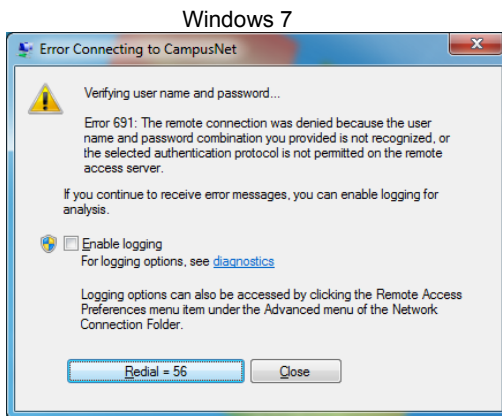 Windows 7
Error Connecting to CampusNet
Verifying user name and password...
Error 691: The remote connection was denied because the user
name and password combination you provided is not recognized, or
the selected authentication protocol is not permitted on the remote
access server.
If you continue to receive error messages, you can enable logging for
analysis.
Enable logging
For logging options, see diagnostics
Logging options can also be accessed by clicking the Remote Access
Preferences menu item under the Advanced menu of the Network
Connection Folder.
Redial = 56 Close